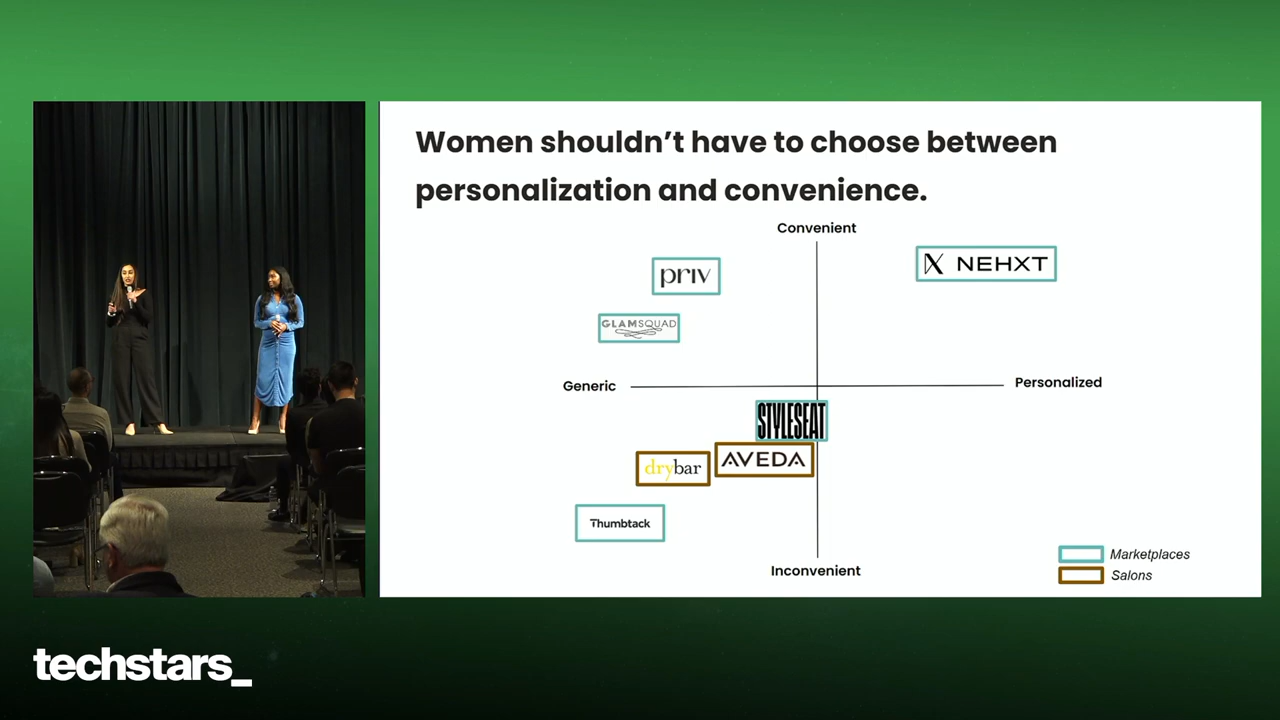 Women shouldn't have to choose between
personalization and convenience.
Convenient
priv
NEHXT
GLAMSQUAD
Generic
Personalized
STYLESEAT
drybar
AVEDA
Thumbtack
Inconvenient
Marketplaces
Salons
techstars_